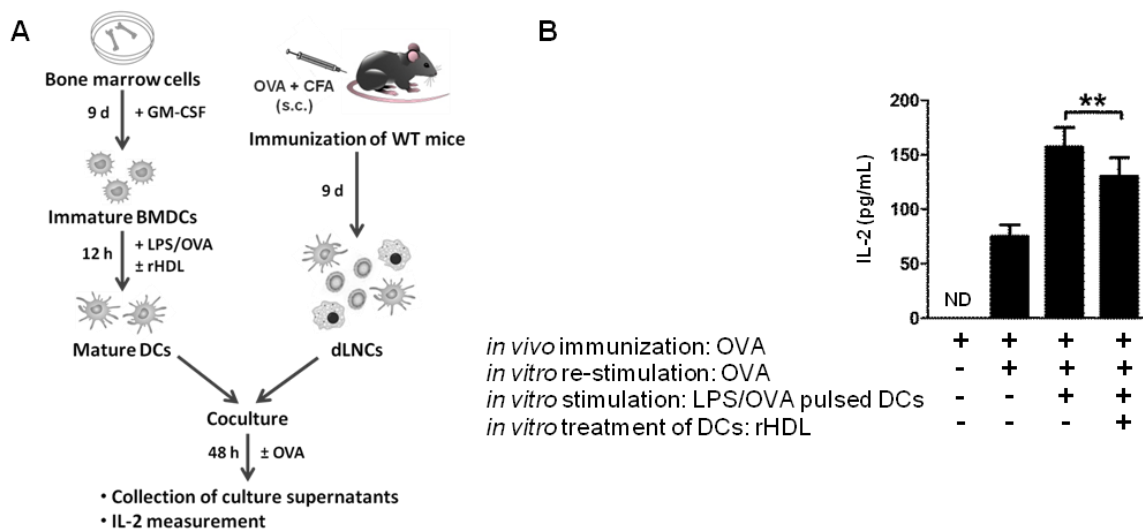 A
Bone marrow cells
9 d + GM-CSF
Immature BMDCs
12 h + LPS/OVA
± rHDL
Mature DCs
OVA + CFA
(s.c.)
Immunization of WT mice
9 d
dLNCs
Coculture
48 h ± OVA
• Collection of culture supernatants
• IL-2 measurement
B
**
IL-2 (pg/mL)
200
150
100
50
0
ND
in vivo immunization: OVA + + + +
in vitro re-stimulation: OVA - + + +
in vitro stimulation: LPS/OVA pulsed DCs - - + +
in vitro treatment of DCs: rHDL - - - +